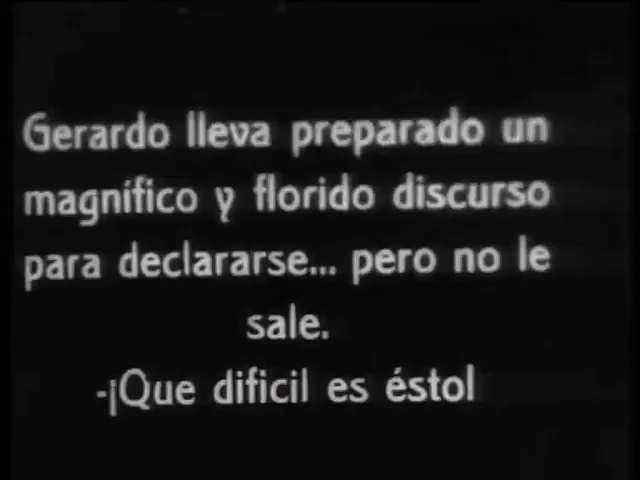 Gerardo lleva preparado un
magnífico y florido discurso
para declararse... pero no le
sale.
-¡Que dificil es ésto!